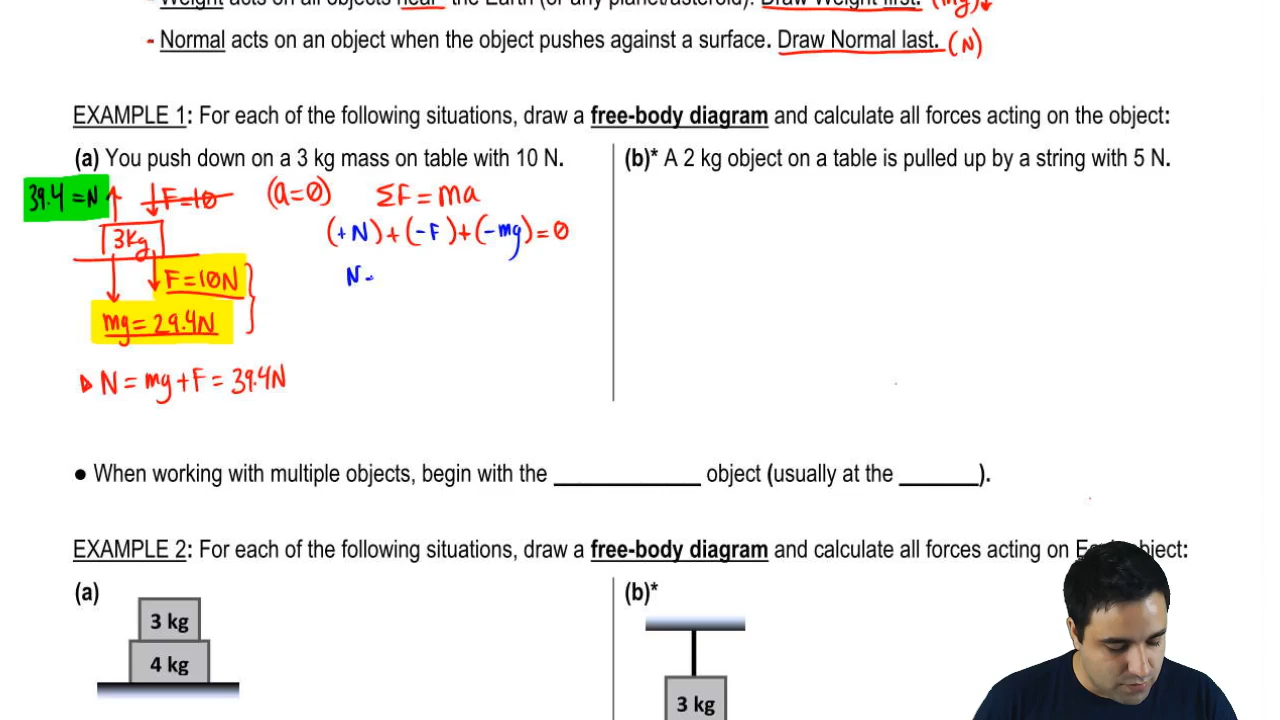 - Weight acts on all objects near the Earth (or any planet/asteroid). Draw Weight first. (mg)↓
- Normal acts on an object when the object pushes against a surface. Draw Normal last. (N)
EXAMPLE 1: For each of the following situations, draw a free-body diagram and calculate all forces acting on the object:
(a) You push down on a 3 kg mass on table with 10 N.
39.4 = N
F=10
(a=0)
ΣF = ma
3kg
(+N)+(-F)+(-mg)=0
F=10N
N=
mg=29.4N
N = mg+F = 39.4N
(b)* A 2 kg object on a table is pulled up by a string with 5 N.
● When working with multiple objects, begin with the ____________ object (usually at the _______).
EXAMPLE 2: For each of the following situations, draw a free-body diagram and calculate all forces acting on
(a)
3 kg
4 kg
(b)*
3 kg